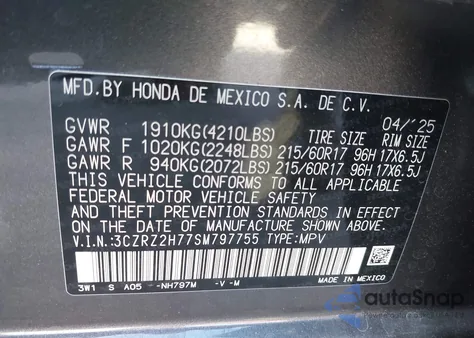 MFD.BY HONDA DE MEXICO S.A. DE C.V.
04/'25
GVWR 1910KG(4210LBS) TIRE SIZE RIM SIZE
GAWR F 1020KG(2248LBS) 215/60R17 96H 17X6.5J
GAWR R 940KG(2072LBS) 215/60R17 96H 17X6.5J
THIS VEHICLE CONFORMS TO ALL APPLICABLE
FEDERAL MOTOR VEHICLE SAFETY
STANDARDS IN EFFECT
ON THE DATE OF MANUFACTURE SHOWN ABOVE.
V.I.N:3CZRZ2H77SM797755 TYPE:MPV
3W1 S A05 -NH797M -V -M MADE IN MEXICO
autoSnap